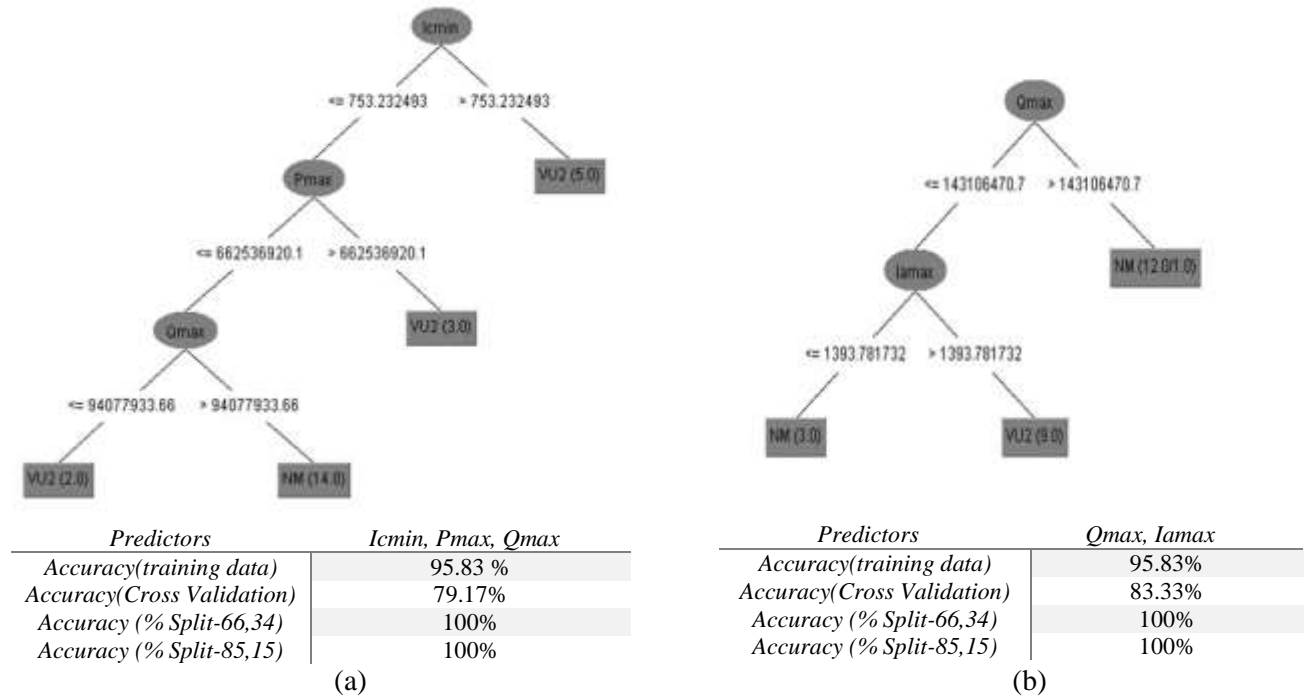 Icmin
<= 753.232493 > 753.232493
Pmax
VU2 (5.0)
<= 662536920.1 > 662536920.1
Qmax
VU2 (3.0)
<= 94077933.66 > 94077933.66
VU2 (2.0)
NM (14.0)
Predictors Icmin, Pmax, Qmax
Accuracy(training data) 95.83 %
Accuracy(Cross Validation) 79.17%
Accuracy (% Split-66,34) 100%
Accuracy (% Split-85,15) 100%
(a)
Qmax
<= 143106470.7 > 143106470.7
Iamax
NM (12.0/1.0)
<= 1393.781732 > 1393.781732
NM (3.0)
VU2 (9.0)
Predictors Qmax, Iamax
Accuracy(training data) 95.83%
Accuracy(Cross Validation) 83.33%
Accuracy (% Split-66,34) 100%
Accuracy (% Split-85,15) 100%
(b)